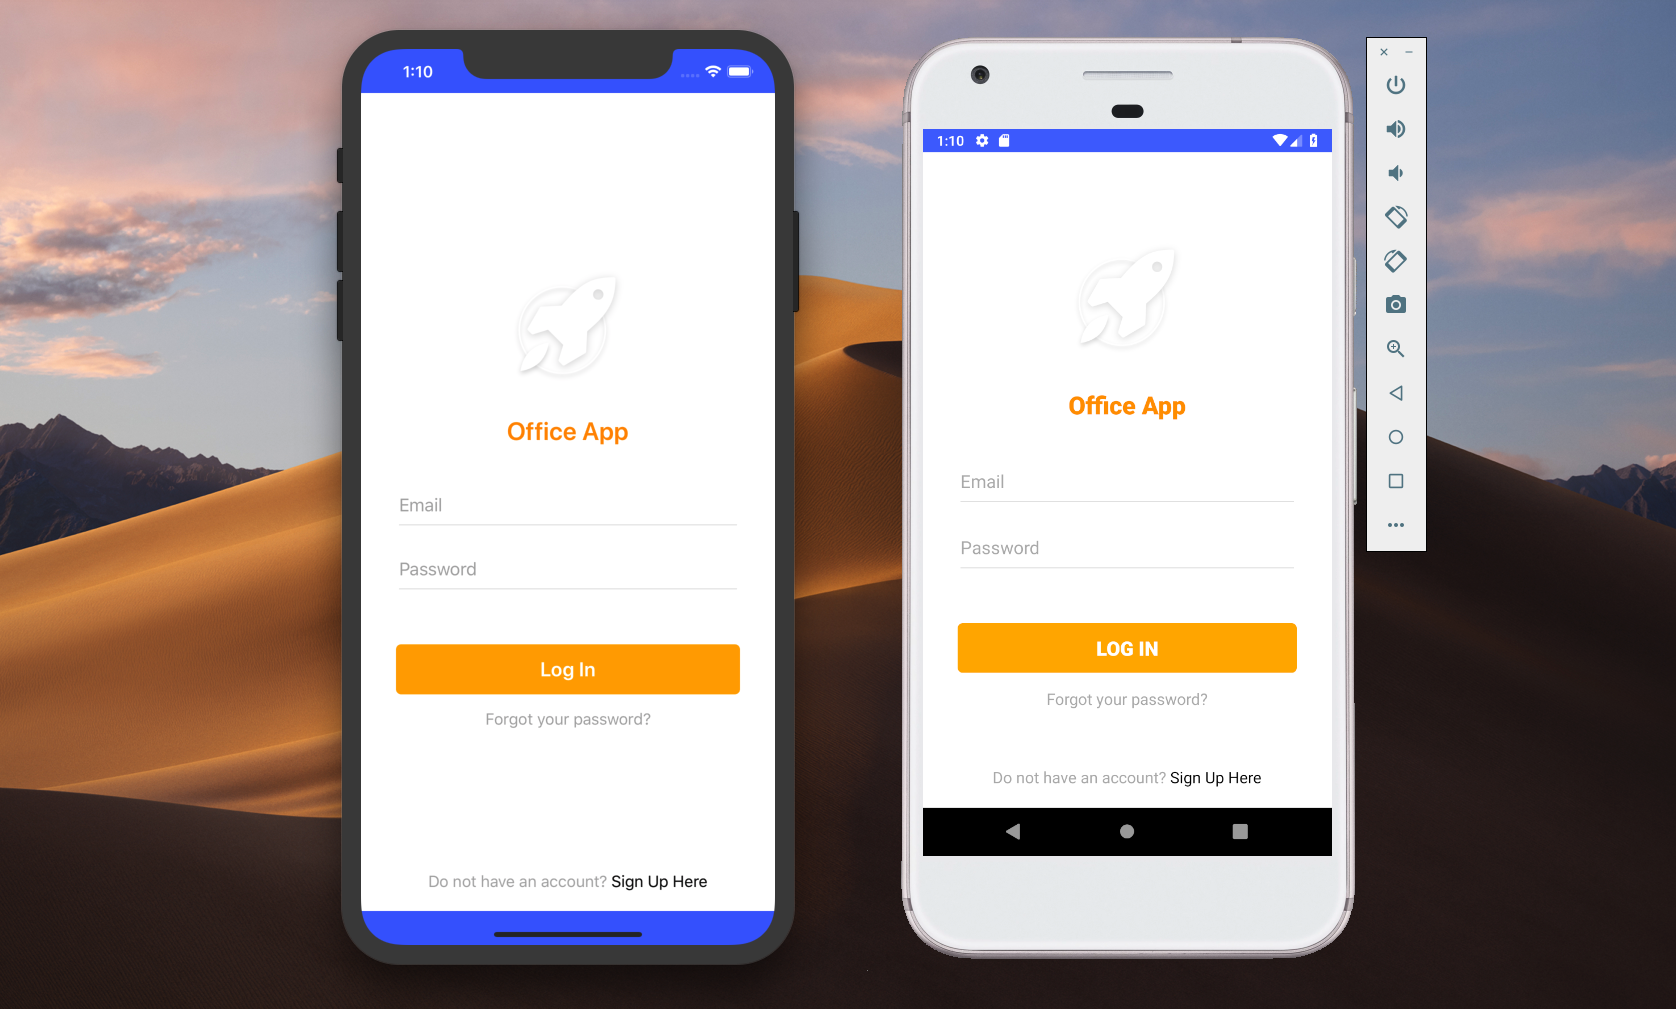 1:10
Office App
Email
Password
Log In
Forgot your password?
Do not have an account? Sign Up Here
1:10
Office App
Email
Password
LOG IN
Forgot your password?
Do not have an account? Sign Up Here